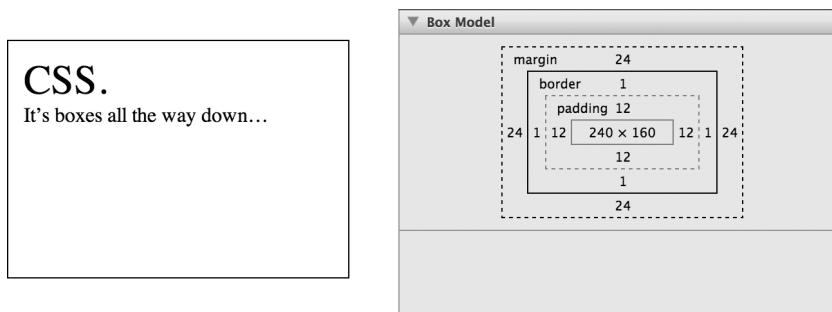 CSS.
It's boxes all the way down…
Box Model
margin 24
border 1
padding 12
24 1 12 240 × 160 12 1 24
12
1
24